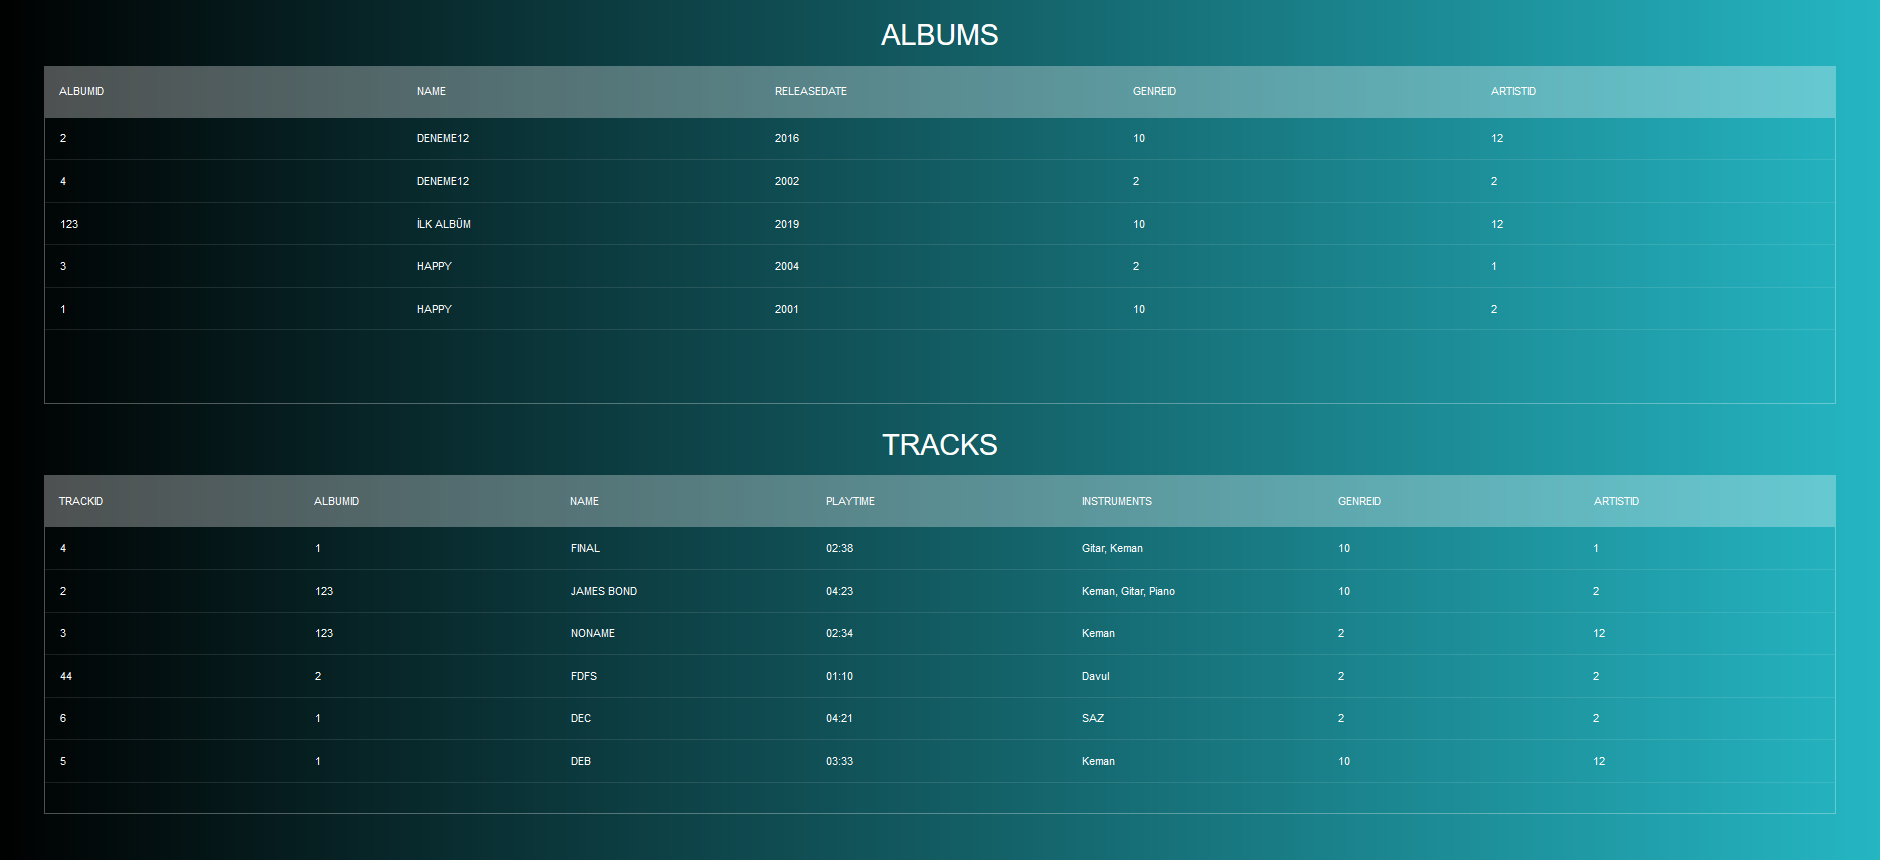 ALBUMS
ALBUMID NAME RELEASEDATE GENREID ARTISTID
2 DENEME12 2016 10 12
4 DENEME12 2002 2 2
123 İLK ALBÜM 2019 10 12
3 HAPPY 2004 2 1
1 HAPPY 2001 10 2
TRACKS
TRACKID ALBUMID NAME PLAYTIME INSTRUMENTS GENREID ARTISTID
4 1 FINAL 02:38 Gitar, Keman 10 1
2 123 JAMES BOND 04:23 Keman, Gitar, Piano 10 2
3 123 NONAME 02:34 Keman 2 12
44 2 FDFS 01:10 Davul 2 2
6 1 DEC 04:21 SAZ 2 2
5 1 DEB 03:33 Keman 10 12